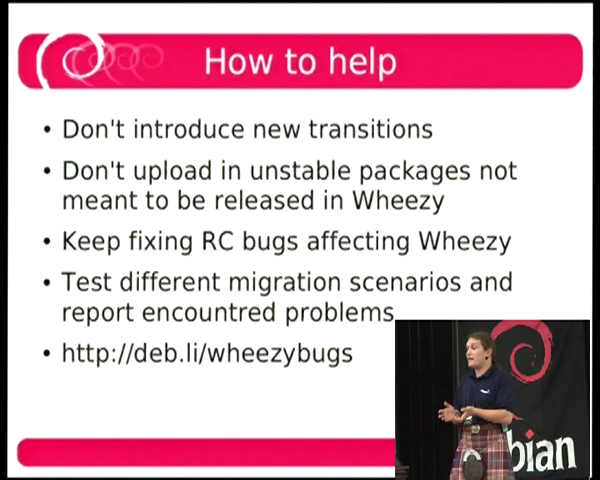 How to help
• Don't introduce new transitions
• Don't upload in unstable packages not
meant to be released in Wheezy
• Keep fixing RC bugs affecting Wheezy
• Test different migration scenarios and
report encountred problems
• http://deb.li/wheezybugs
bian